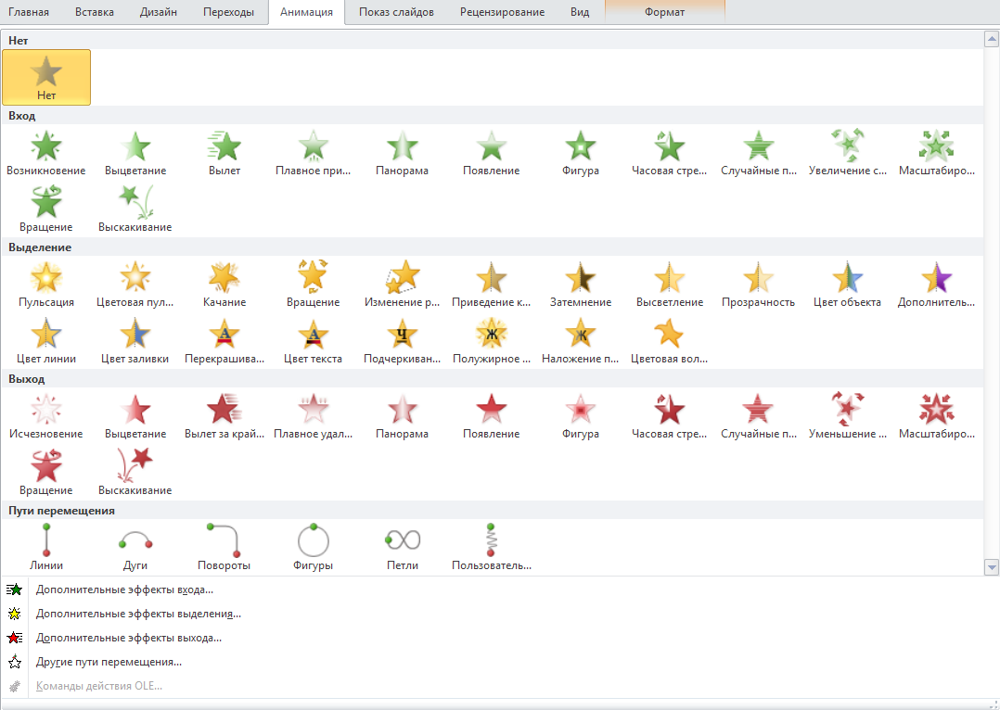 Главная Вставка Дизайн Переходы Анимация Показ слайдов Рецензирование Вид Формат
Нет
Нет
Вход
Возникновение Выцветание Вылет Плавное при... Панорама Появление Фигура Часовая стре... Случайные п... Увеличение с... Масштабиро...
Вращение Выскакивание
Выделение
Пульсация Цветовая пул... Качание Вращение Изменение р... Приведение к... Затемнение Высветление Прозрачность Цвет объекта Дополнитель...
Цвет линии Цвет заливки Перекрашива... Цвет текста Подчеркиван... Полужирное ... Наложение п... Цветовая вол...
Выход
Исчезновение Выцветание Вылет за край... Плавное удал... Панорама Появление Фигура Часовая стре... Случайные п... Уменьшение ... Масштабиро...
Вращение Выскакивание
Пути перемещения
Линии Дуги Повороты Фигуры Петли Пользователь...
Дополнительные эффекты входа...
Дополнительные эффекты выделения...
Дополнительные эффекты выхода...
Другие пути перемещения...
Команды действия OLE...